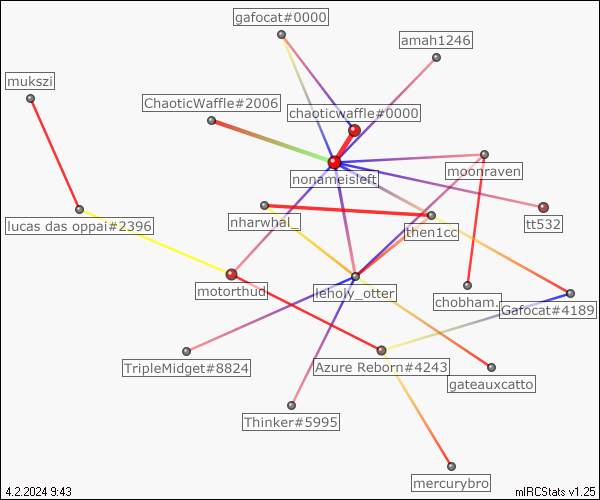 gafocat#0000
amah1246
mukszi
ChaoticWaffle#2006
chaoticwaffle#0000
nonameisleft
moonraven
nharwhal_
lucas das oppai#2396
then1cc
tt532
motorthud
leholy_otter
chobham.
Gafocat#4189
TripleMidget#8824
Azure Reborn#4243
gateauxcatto
Thinker#5995
mercurybro
4.2.2024 9:43
mIRCStats v1.25